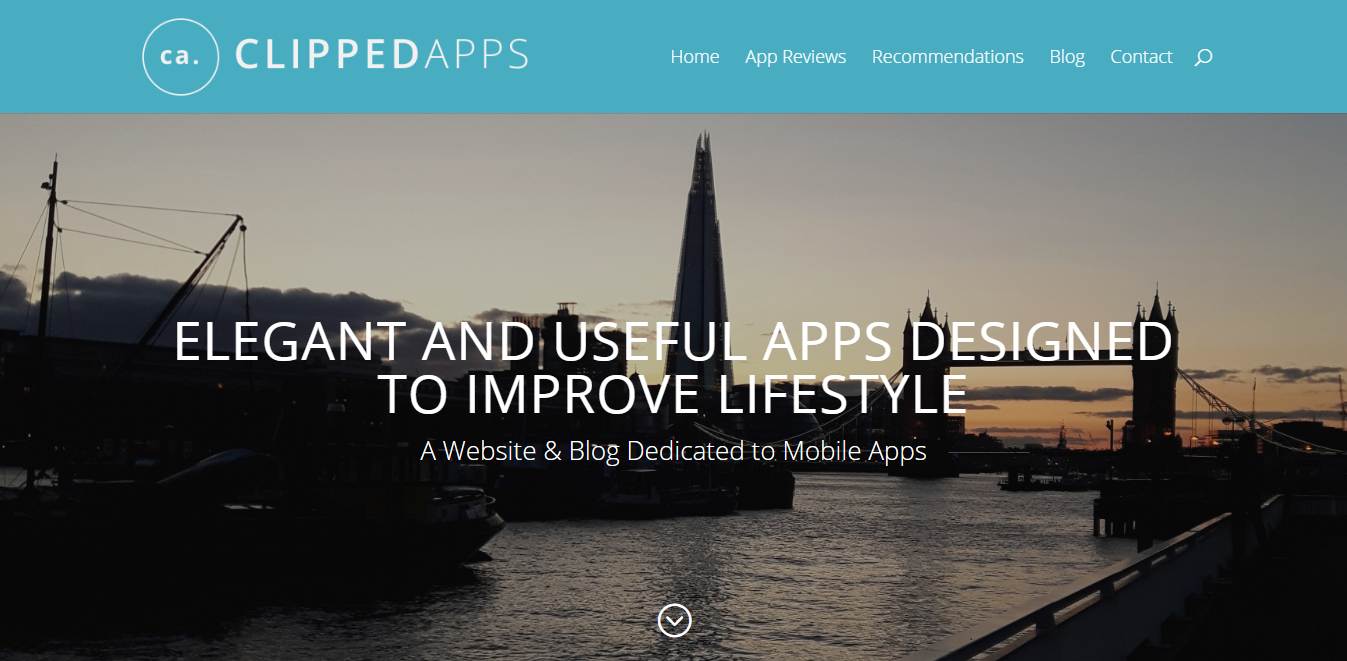 ca. CLIPPEDAPPS
Home App Reviews Recommendations Blog Contact
ELEGANT AND USEFUL APPS DESIGNED
TO IMPROVE LIFESTYLE
A Website & Blog Dedicated to Mobile Apps